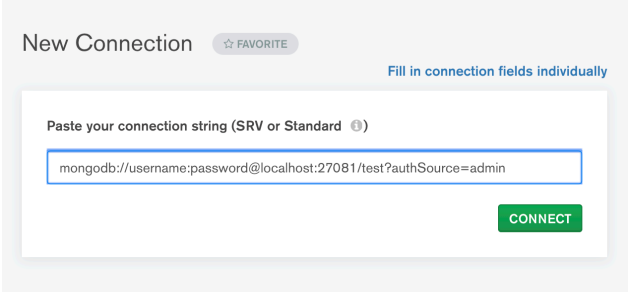 New Connection
☆ FAVORITE
Fill in connection fields individually
Paste your connection string (SRV or Standard ℹ)
mongodb://username:password@localhost:27081/test?authSource=admin
CONNECT